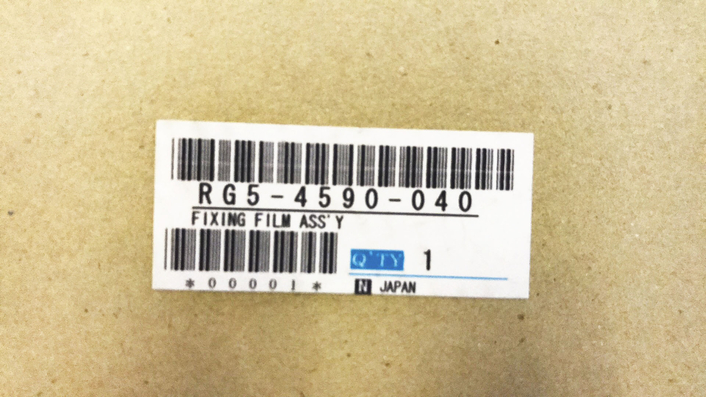 RG5-4590-040
FIXING FILM ASS'Y
Q'TY 1
*00001*
N JAPAN